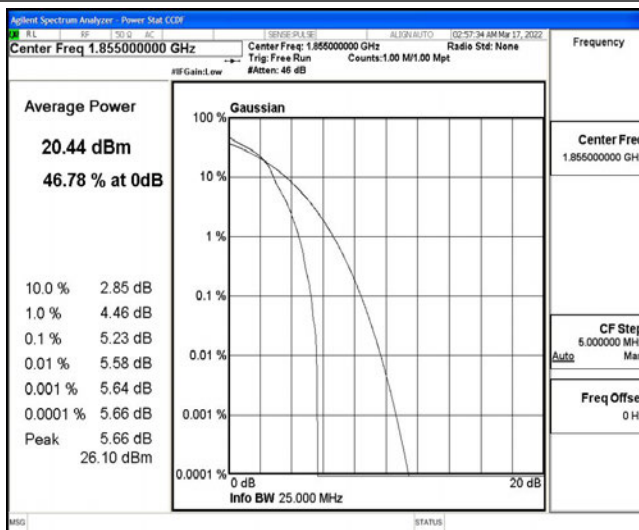 Agilent Spectrum Analyzer - Power Stat CCDF
RL RF 50 Ω AC SENSE:PULSE ALIGN AUTO 02:57:34 AM Mar 17, 2022
Center Freq 1.855000000 GHz
Center Freq: 1.855000000 GHz Radio Std: None
Trig: Free Run Counts:1.00 M/1.00 Mpt
#IFGain:Low #Atten: 46 dB
Frequency
Average Power
20.44 dBm
46.78 % at 0dB
10.0 % 2.85 dB
1.0 % 4.46 dB
0.1 % 5.23 dB
0.01 % 5.58 dB
0.001 % 5.64 dB
0.0001 % 5.66 dB
Peak 5.66 dB
26.10 dBm
Gaussian
100 %
10 %
1 %
0.1 %
0.01 %
0.001 %
0.0001 %
0 dB 20 dB
Info BW 25.000 MHz
Center Fre
1.855000000 GH
CF Step
5.000000 MH
Auto Ma
Freq Offse
0 H
MSG STATUS